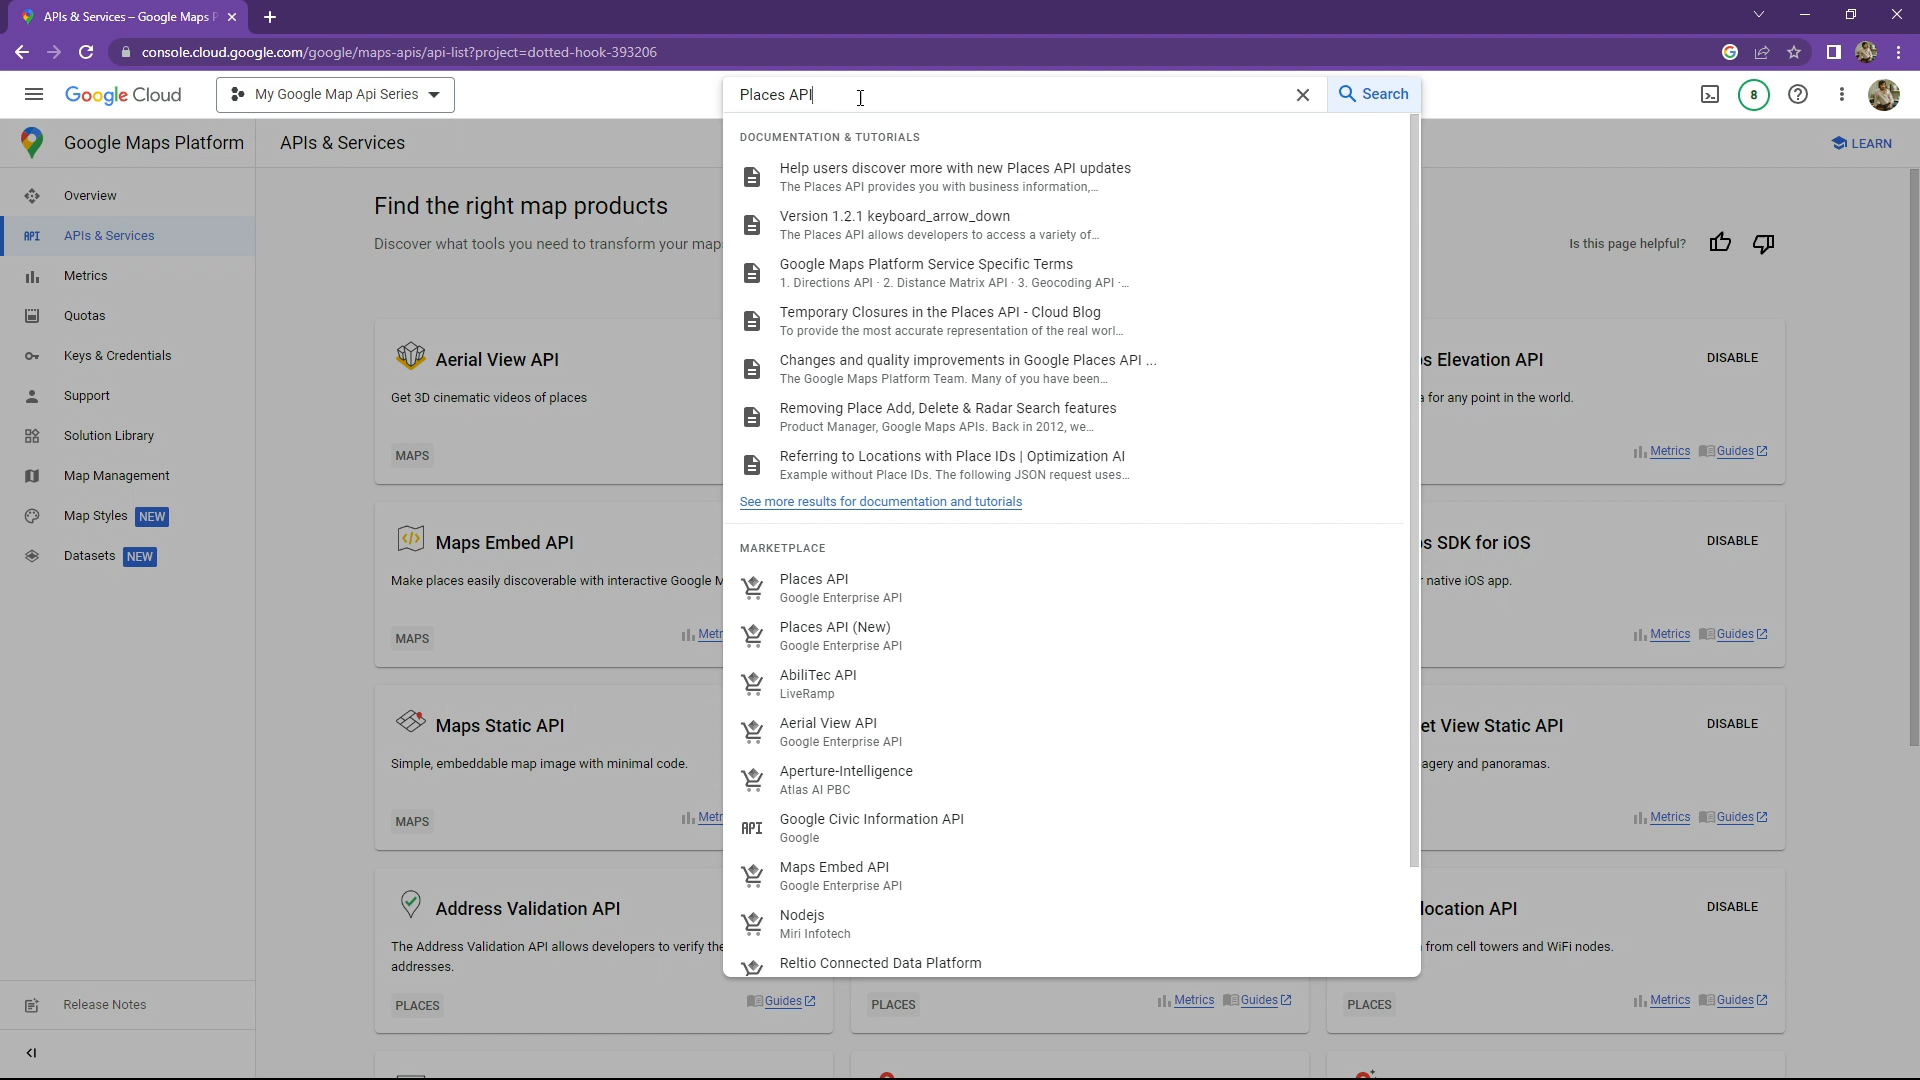 APIs & Services – Google Maps P
console.cloud.google.com/google/maps-apis/api-list?project=dotted-hook-393206
Google Cloud
My Google Map Api Series
Places API
Search
8
Google Maps Platform
APIs & Services
LEARN
Overview
API APIs & Services
Metrics
Quotas
Keys & Credentials
Support
Solution Library
Map Management
Map Styles NEW
Datasets NEW
Release Notes
Find the right map products
Discover what tools you need to transform your map
Is this page helpful?
DOCUMENTATION & TUTORIALS
Help users discover more with new Places API updates
The Places API provides you with business information,...
Version 1.2.1 keyboard_arrow_down
The Places API allows developers to access a variety of...
Google Maps Platform Service Specific Terms
1. Directions API · 2. Distance Matrix API · 3. Geocoding API ·...
Temporary Closures in the Places API - Cloud Blog
To provide the most accurate representation of the real worl...
Changes and quality improvements in Google Places API ...
The Google Maps Platform Team. Many of you have been...
Removing Place Add, Delete & Radar Search features
Product Manager, Google Maps APIs. Back in 2012, we...
Referring to Locations with Place IDs | Optimization AI
Example without Place IDs. The following JSON request uses...
See more results for documentation and tutorials
MARKETPLACE
Places API
Google Enterprise API
Places API (New)
Google Enterprise API
AbiliTec API
LiveRamp
Aerial View API
Google Enterprise API
Aperture-Intelligence
Atlas AI PBC
API Google Civic Information API
Google
Maps Embed API
Google Enterprise API
Nodejs
Miri Infotech
Reltio Connected Data Platform
Aerial View API
Get 3D cinematic videos of places
MAPS
s Elevation API
DISABLE
a for any point in the world.
Metrics Guides
Maps Embed API
Make places easily discoverable with interactive Google M
MAPS
Metr
s SDK for iOS
DISABLE
native iOS app.
Metrics Guides
Maps Static API
Simple, embeddable map image with minimal code.
MAPS
Metr
et View Static API
DISABLE
agery and panoramas.
Metrics Guides
Address Validation API
The Address Validation API allows developers to verify the
addresses.
PLACES
Guides
PLACES
Metrics Guides
location API
DISABLE
from cell towers and WiFi nodes.
PLACES
Metrics Guides